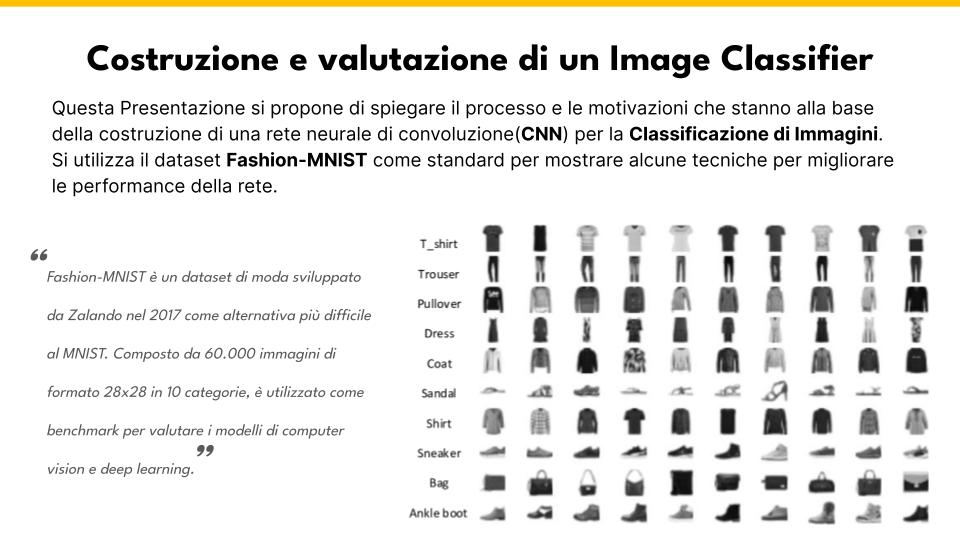 Costruzione e valutazione di un Image Classifier
Questa Presentazione si propone di spiegare il processo e le motivazioni che stanno alla base
della costruzione di una rete neurale di convoluzione(CNN) per la Classificazione di Immagini.
Si utilizza il dataset Fashion-MNIST come standard per mostrare alcune tecniche per migliorare
le performance della rete.
“
Fashion-MNIST è un dataset di moda sviluppato
da Zalando nel 2017 come alternativa più difficile
al MNIST. Composto da 60.000 immagini di
formato 28x28 in 10 categorie, è utilizzato come
benchmark per valutare i modelli di computer
vision e deep learning.”
T_shirt
Trouser
Pullover
Dress
Coat
Sandal
Shirt
Sneaker
Bag
Ankle boot